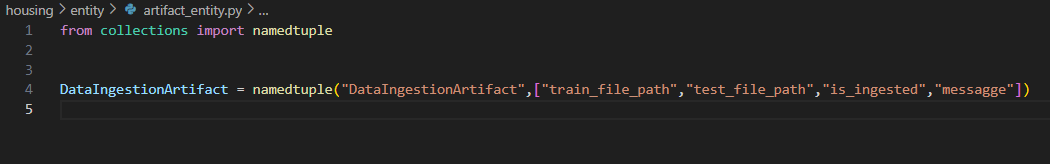 housing > entity > artifact_entity.py > ...
1 from collections import namedtuple
2
3
4 DataIngestionArtifact = namedtuple("DataIngestionArtifact",["train_file_path","test_file_path","is_ingested","messagge"])
5